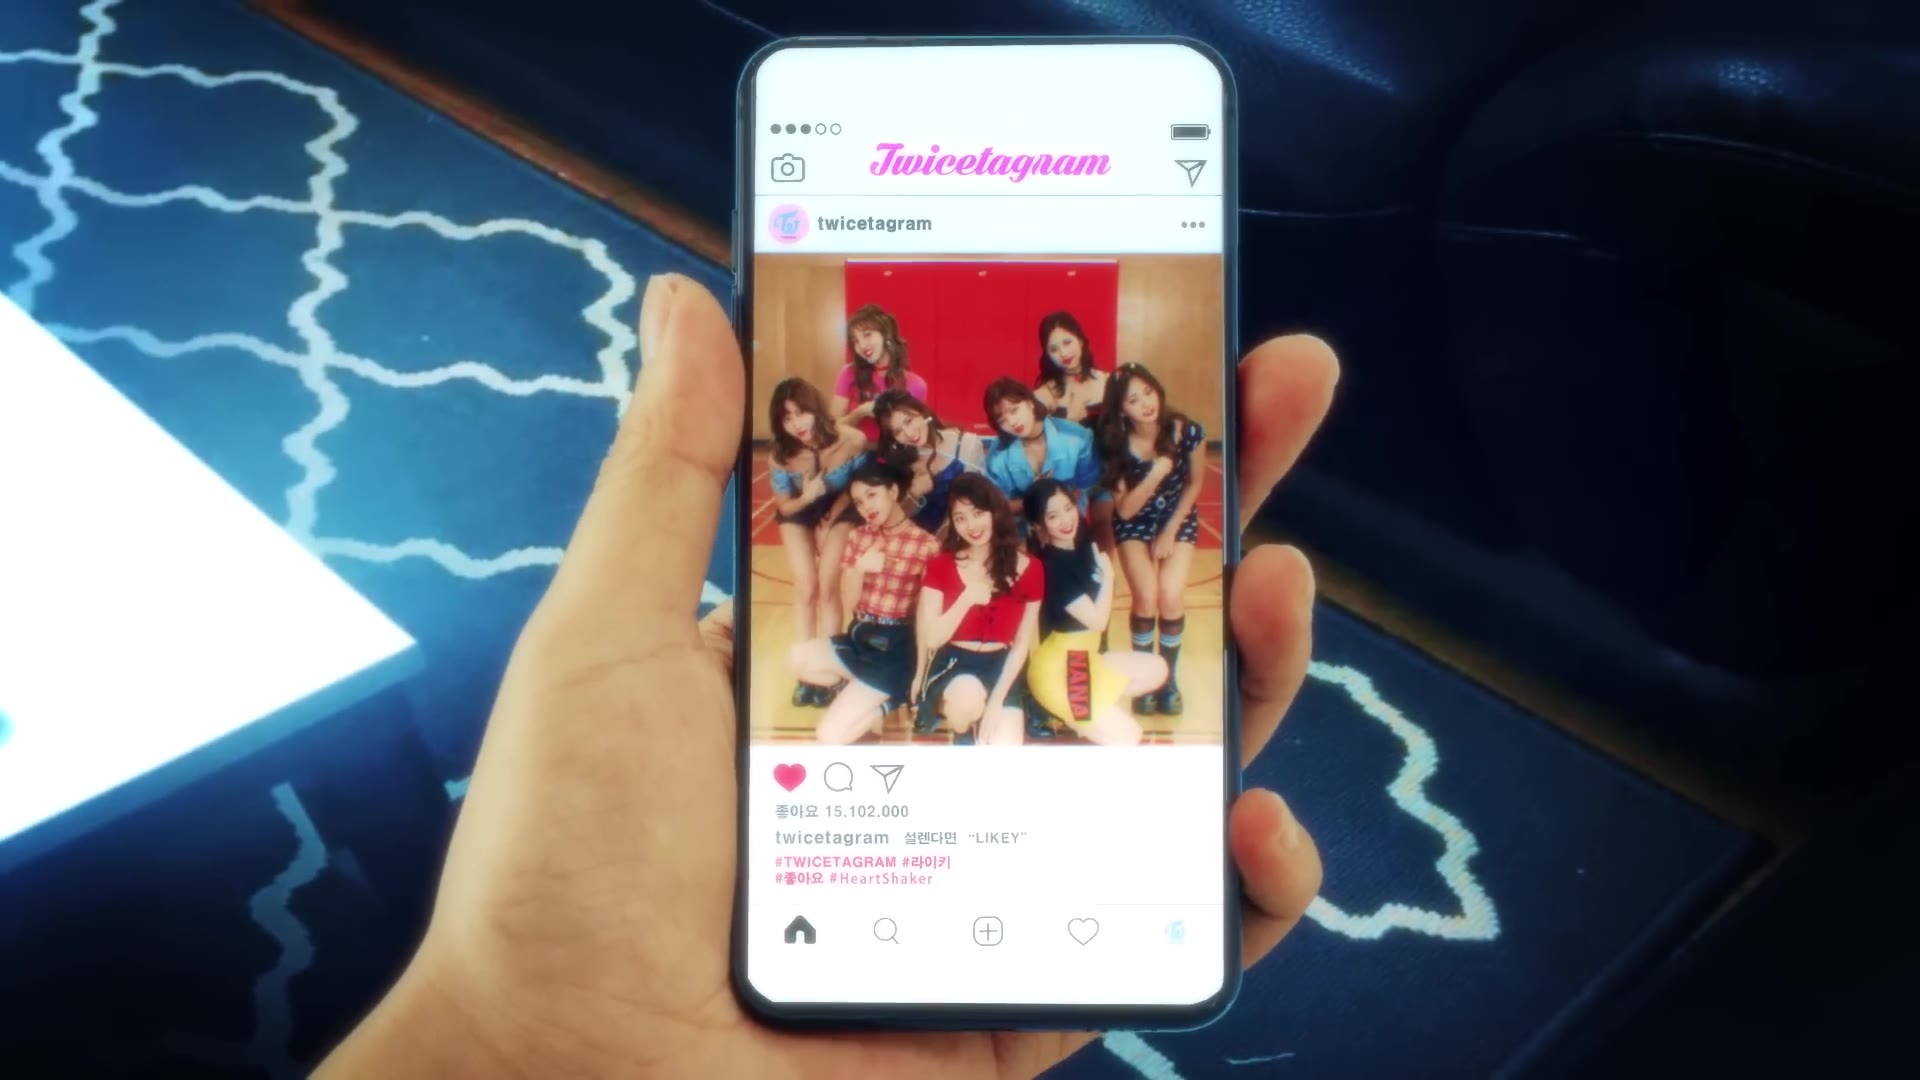 Twicetagram
twicetagram
NANA
좋아요 15,102,000
twicetagram 설렌다면 “LIKEY”
#TWICETAGRAM #라이키
#좋아요 #HeartShaker